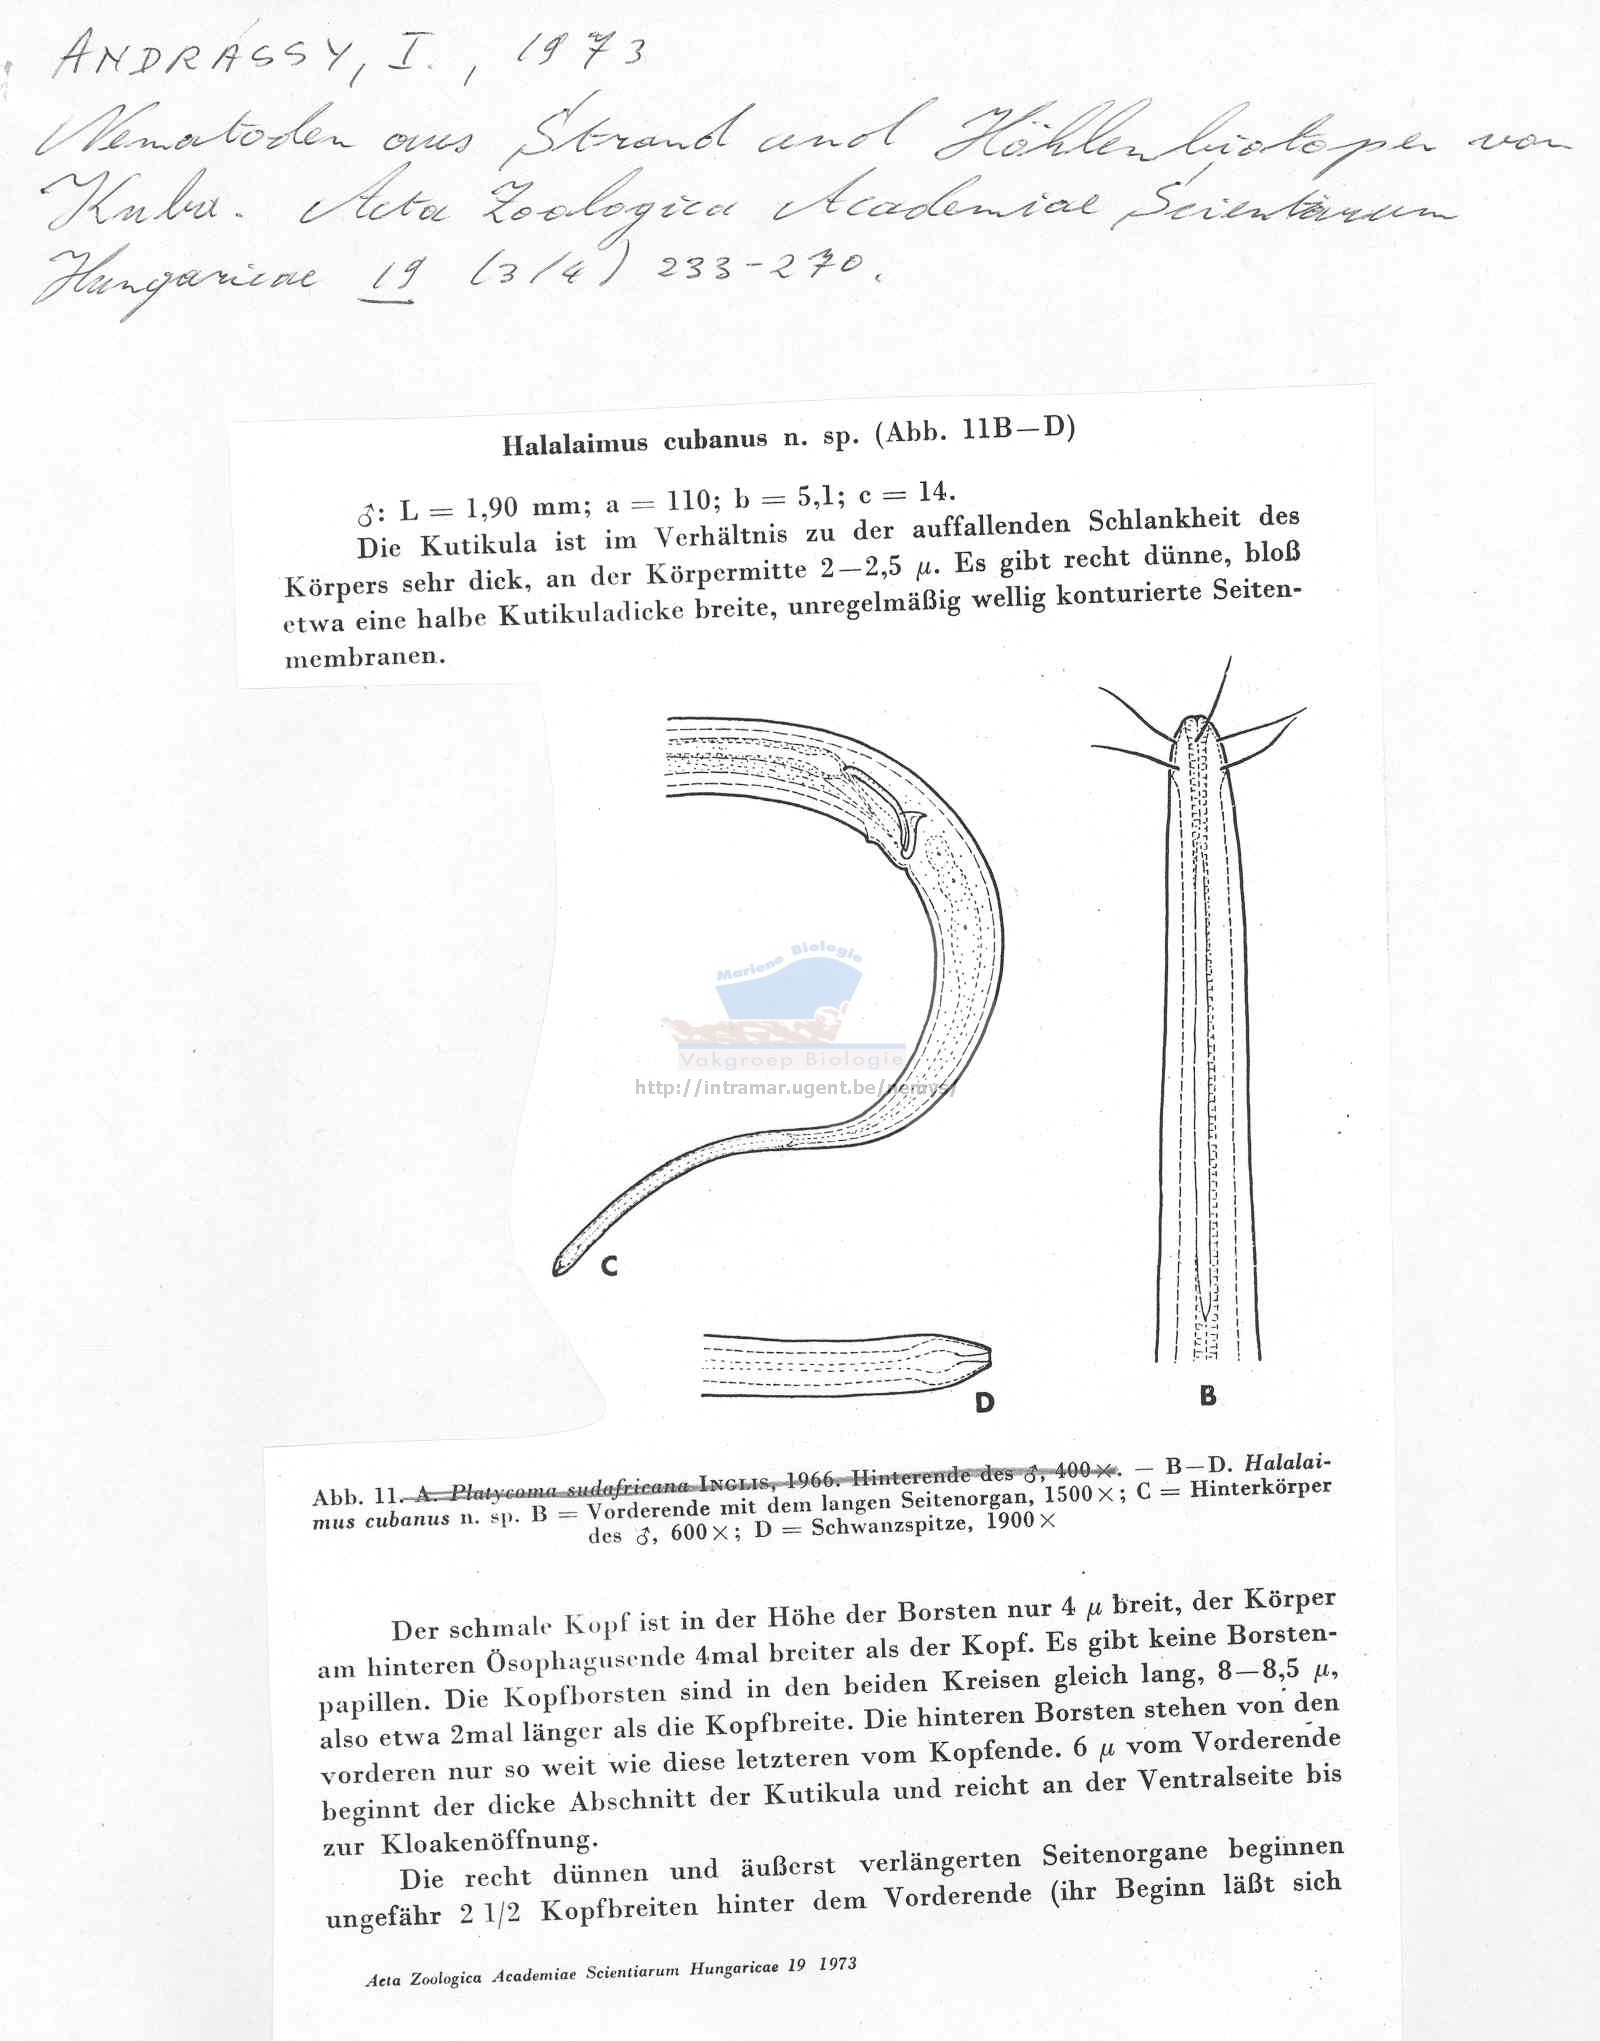 ANDRÁSSY, I., 1973
Nematoden aus Strand und Höhlenbiotopen von
Kuba. Acta Zoologica Academiae Scientiarum
Hungaricae 19 (3/4) 233-270.
Halalaimus cubanus n. sp. (Abb. 11B—D)
♂: L = 1,90 mm; a = 110; b = 5,1; c = 14.
Die Kutikula ist im Verhältnis zu der auffallenden Schlankheit des
Körpers sehr dick, an der Körpermitte 2—2,5 μ. Es gibt recht dünne, bloß
etwa eine halbe Kutikuladicke breite, unregelmäßig wellig konturierte Seiten-
membranen.
Mariene Biologie
Vakgroep Biologie
http://intramar.ugent.be/nemys/
C
D
B
Abb. 11. A. Platycoma sudafricana INGLIS, 1966. Hinterende des ♂, 400×. — B—D. Halalai-
mus cubanus n. sp. B = Vorderende mit dem langen Seitenorgan, 1500×; C = Hinterkörper
des ♂, 600×; D = Schwanzspitze, 1900×
Der schmale Kopf ist in der Höhe der Borsten nur 4 μ breit, der Körper
am hinteren Ösophagusende 4mal breiter als der Kopf. Es gibt keine Borsten-
papillen. Die Kopfborsten sind in den beiden Kreisen gleich lang, 8—8,5 μ,
also etwa 2mal länger als die Kopfbreite. Die hinteren Borsten stehen von den
vorderen nur so weit wie diese letzteren vom Kopfende. 6 μ vom Vorderende
beginnt der dicke Abschnitt der Kutikula und reicht an der Ventralseite bis
zur Kloakenöffnung.
Die recht dünnen und äußerst verlängerten Seitenorgane beginnen
ungefähr 2 1/2 Kopfbreiten hinter dem Vorderende (ihr Beginn läßt sich
Acta Zoologica Academiae Scientiarum Hungaricae 19 1973